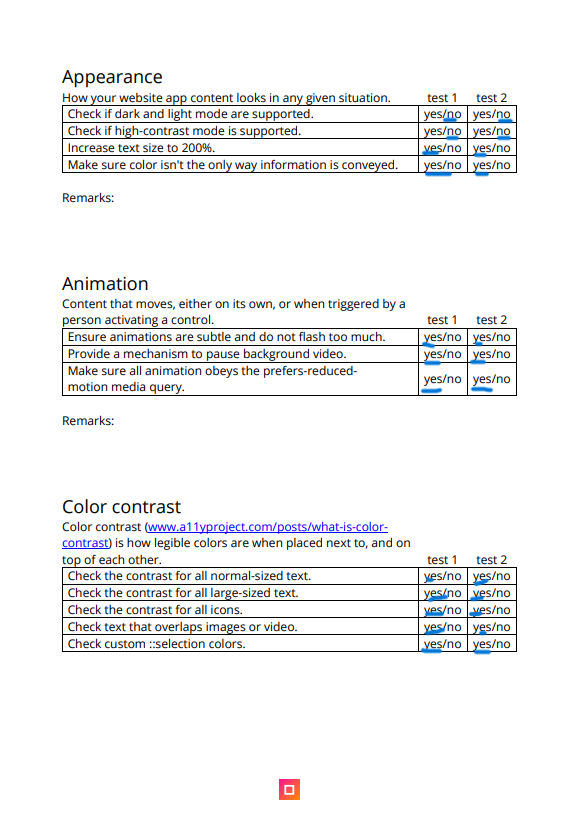 Appearance
How your website app content looks in any given situation. test 1 test 2
Check if dark and light mode are supported. yes/no yes/no
Check if high-contrast mode is supported. yes/no yes/no
Increase text size to 200%. yes/no yes/no
Make sure color isn't the only way information is conveyed. yes/no yes/no
Remarks:
Animation
Content that moves, either on its own, or when triggered by a
person activating a control. test 1 test 2
Ensure animations are subtle and do not flash too much. yes/no yes/no
Provide a mechanism to pause background video. yes/no yes/no
Make sure all animation obeys the prefers-reduced-
motion media query. yes/no yes/no
Remarks:
Color contrast
Color contrast (www.a11yproject.com/posts/what-is-color-
contrast) is how legible colors are when placed next to, and on
top of each other. test 1 test 2
Check the contrast for all normal-sized text. yes/no yes/no
Check the contrast for all large-sized text. yes/no yes/no
Check the contrast for all icons. yes/no yes/no
Check text that overlaps images or video. yes/no yes/no
Check custom ::selection colors. yes/no yes/no